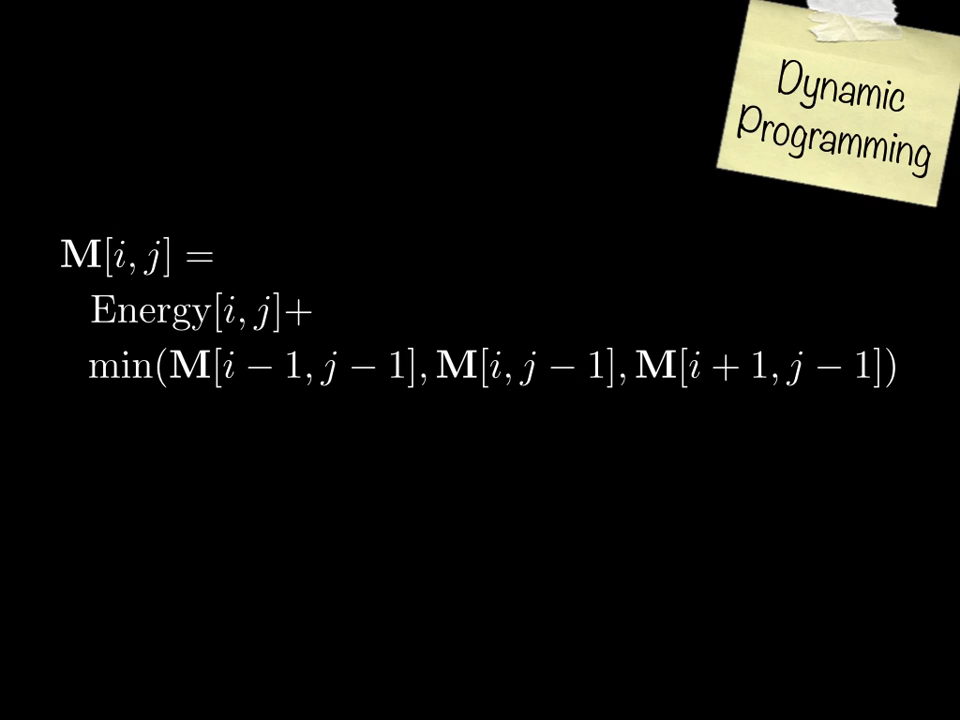 Dynamic
Programming
M[i, j] =
Energy[i, j]+
min(M[i − 1, j − 1], M[i, j − 1], M[i + 1, j − 1])